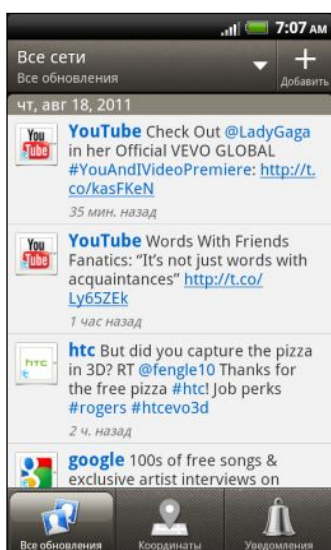 7:07 AM
Все сети
Все обновления
Добавить
чт, авг 18, 2011
You Tube
YouTube Check Out @LadyGaga
in her Official VEVO GLOBAL
#YouAndIVideoPremiere: http://t.
co/kasFKeN
35 мин. назад
You Tube
YouTube Words With Friends
Fanatics: “It’s not just words with
acquaintances” http://t.co/
Ly65ZEk
1 час назад
htc
htc But did you capture the pizza
in 3D? RT @fengle10 Thanks for
the free pizza #htc! Job perks
#rogers #htcevo3d
2 ч. назад
google 100s of free songs &
exclusive artist interviews on
Все обновления
Координаты
Уведомления